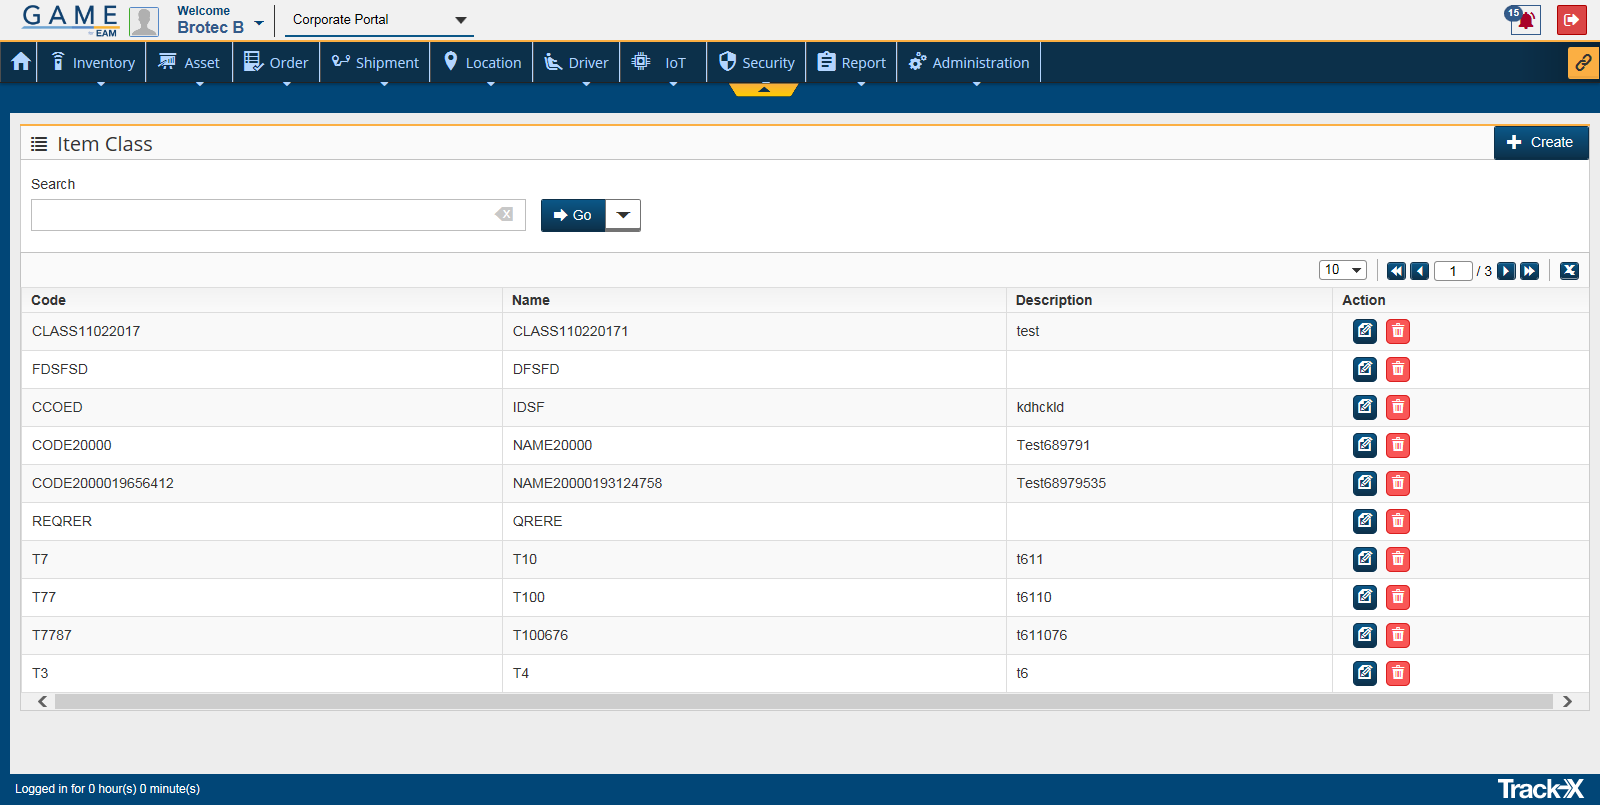 GAME
by EAM
Welcome
Brotec B
Corporate Portal
15
Inventory
Asset
Order
Shipment
Location
Driver
IoT
Security
Report
Administration
Item Class
Create
Search
Go
10
1 / 3
Code Name Description Action
CLASS11022017 CLASS110220171 test
FDSFSD DFSFD
CCOED IDSF kdhckld
CODE20000 NAME20000 Test689791
CODE2000019656412 NAME20000193124758 Test68979535
REQRER QRERE
T7 T10 t611
T77 T100 t6110
T7787 T100676 t611076
T3 T4 t6
Logged in for 0 hour(s) 0 minute(s)
Track-X